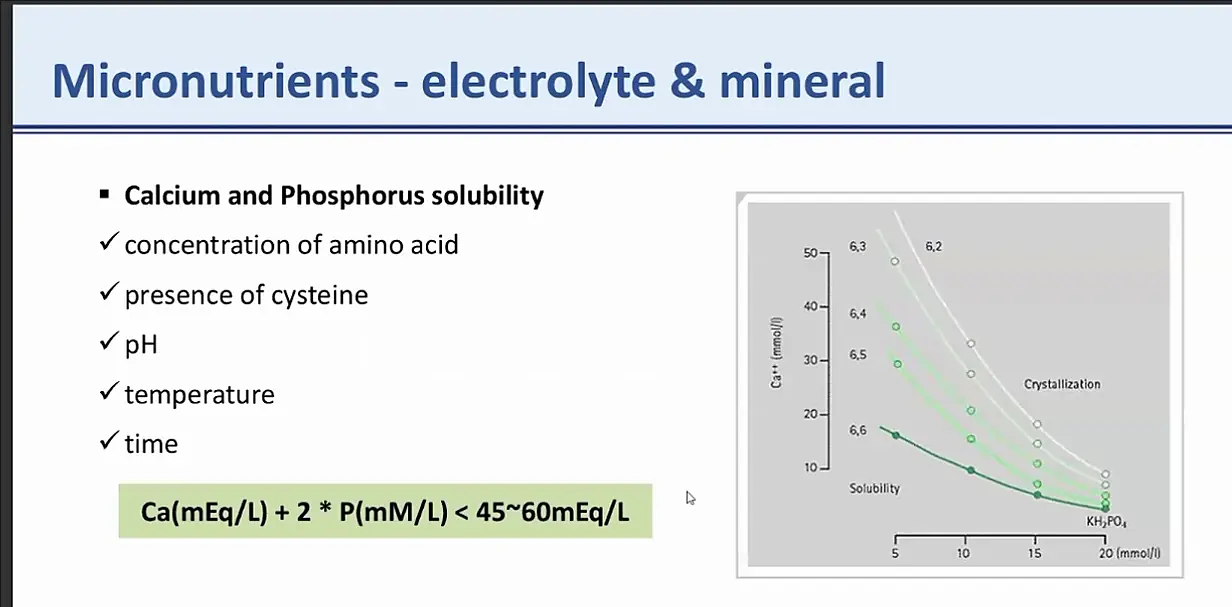 Micronutrients - electrolyte & mineral
▪ Calcium and Phosphorus solubility
✓ concentration of amino acid
✓ presence of cysteine
✓ pH
✓ temperature
✓ time
Ca(mEq/L) + 2 * P(mM/L) < 45~60mEq/L
6,3
6,2
50
40
6,4
Ca⁺⁺ (mmol/l)
6,5
30
Crystallization
20
6,6
10
Solubility
KH₂PO₄
5 10 15 20 (mmol/l)